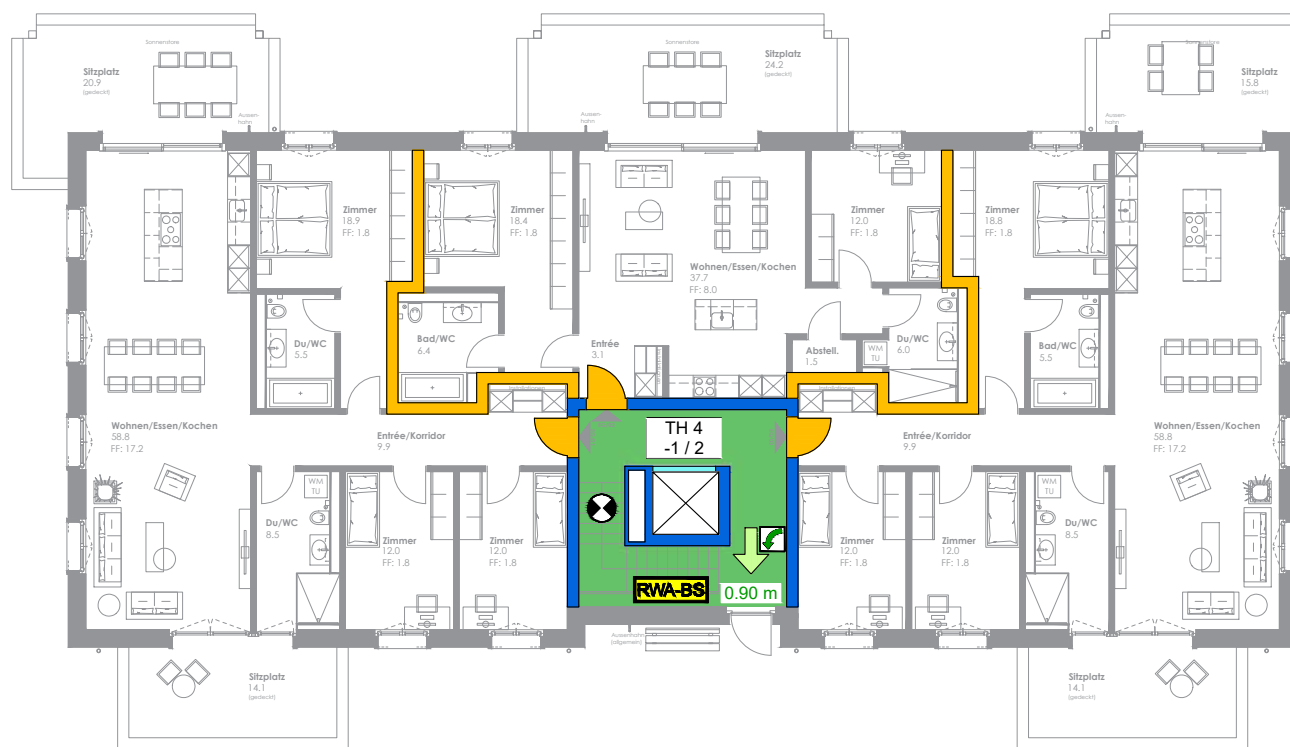 Sonnenstore
Sitzplatz
20.9
(gedeckt)
Aussen-
hahn
Sonnenstore
Sitzplatz
24.2
(gedeckt)
Aussen-
hahn
Sonnenstore
Sitzplatz
15.8
(gedeckt)
Aussen-
hahn
Zimmer
18.9
FF: 1.8
Zimmer
18.4
FF: 1.8
Wohnen/Essen/Kochen
37.7
FF: 8.0
Zimmer
12.0
FF: 1.8
Zimmer
18.8
FF: 1.8
Du/WC
5.5
Bad/WC
6.4
Entrée
3.1
Abstell.
1.5
WM
TU
Du/WC
6.0
Bad/WC
5.5
Installationen
Installationen
Wohnen/Essen/Kochen
58.8
FF: 17.2
Entrée/Korridor
9.9
TH 4
-1 / 2
Entrée/Korridor
9.9
Wohnen/Essen/Kochen
58.8
FF: 17.2
WM
TU
Du/WC
8.5
Zimmer
12.0
FF: 1.8
Zimmer
12.0
FF: 1.8
RWA-BS
0.90 m
Zimmer
12.0
FF: 1.8
Zimmer
12.0
FF: 1.8
WM
TU
Du/WC
8.5
Aussenhahn
(allgemein)
Sitzplatz
14.1
(gedeckt)
Sitzplatz
14.1
(gedeckt)